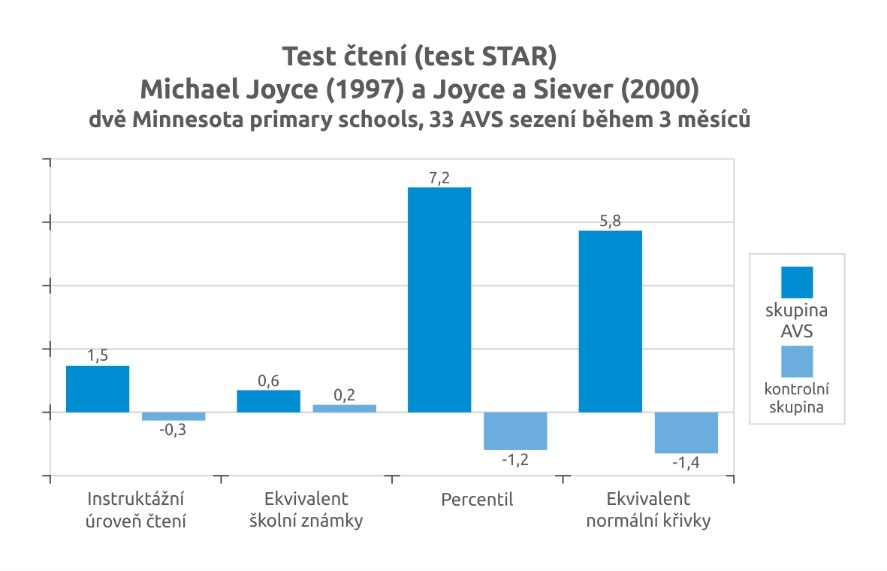 Test čtení (test STAR)
Michael Joyce (1997) a Joyce a Siever (2000)
dvě Minnesota primary schools, 33 AVS sezení během 3 měsíců
7,2
5,8
1,5
0,6
0,2
-0,3
-1,2
-1,4
skupina
AVS
kontrolní
skupina
Instruktážní
úroveň čtení
Ekvivalent
školní známky
Percentil
Ekvivalent
normální křivky